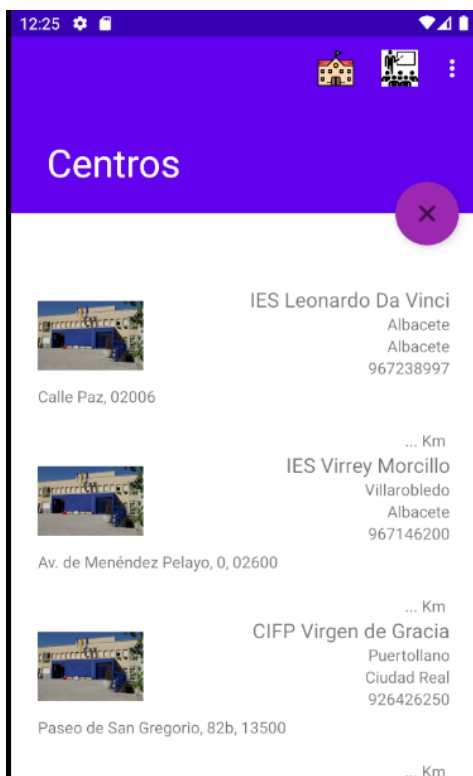 12:25
Centros
IES Leonardo Da Vinci
Albacete
Albacete
967238997
Calle Paz, 02006
... Km
IES Virrey Morcillo
Villarobledo
Albacete
967146200
Av. de Menéndez Pelayo, 0, 02600
... Km
CIFP Virgen de Gracia
Puertollano
Ciudad Real
926426250
Paseo de San Gregorio, 82b, 13500
... Km